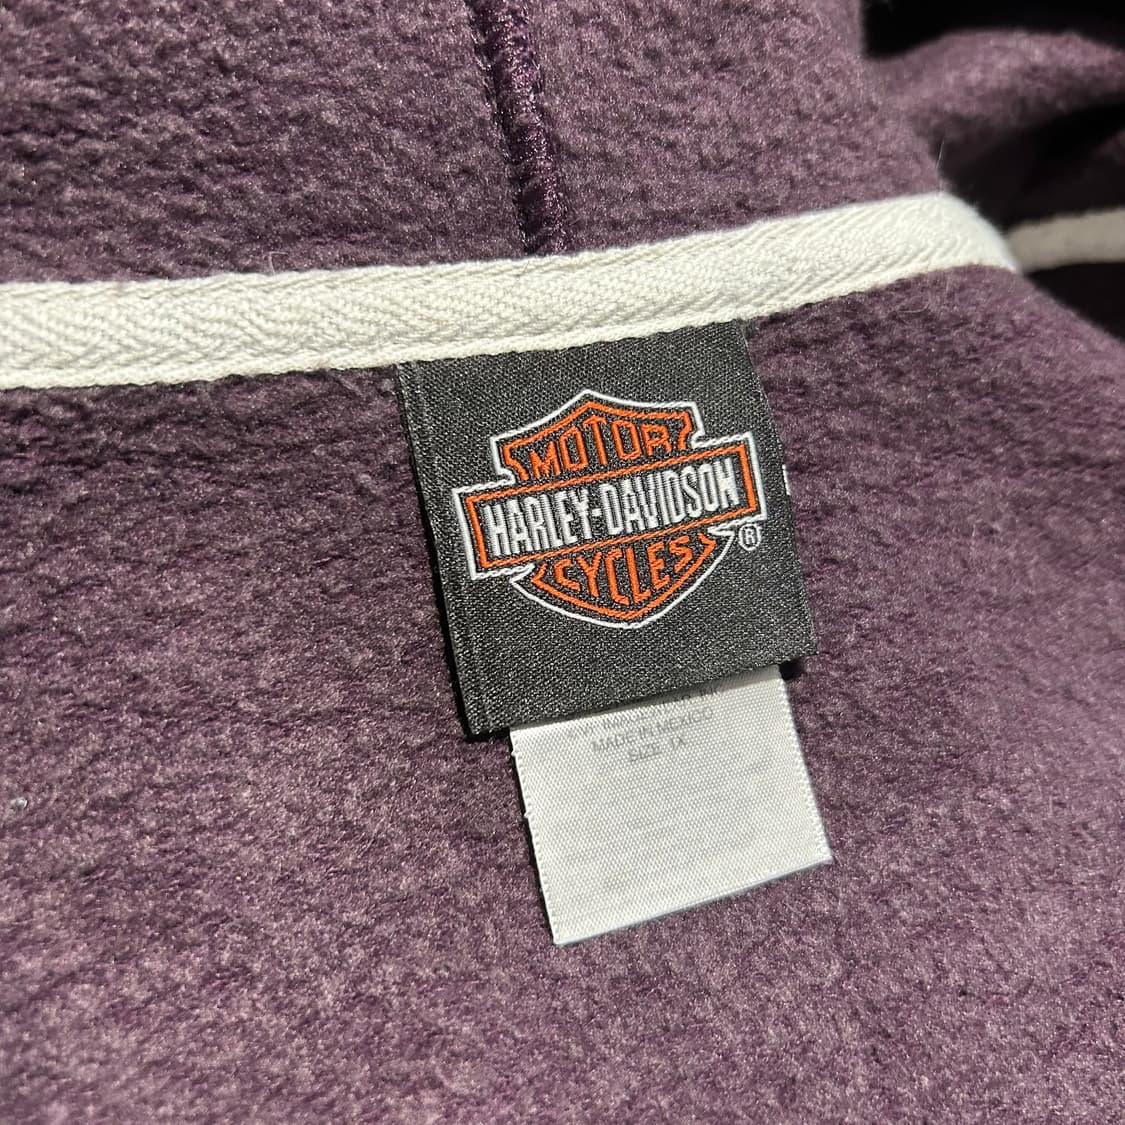 MOTOR
HARLEY-DAVIDSON
®
CYCLES
MADE IN MEXICO
SIZE 1X